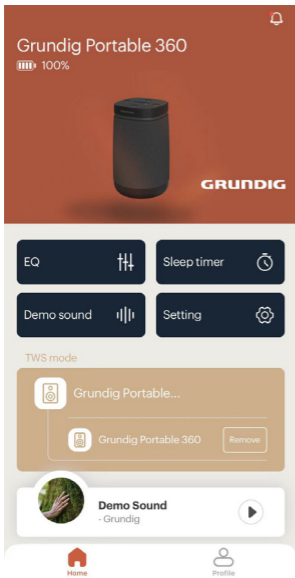 Grundig Portable 360
100%
GRUNDIG
EQ
Sleep timer
Demo sound
Setting
TWS mode
Grundig Portable...
Grundig Portable 360
Remove
Demo Sound
- Grundig
Home
Profile